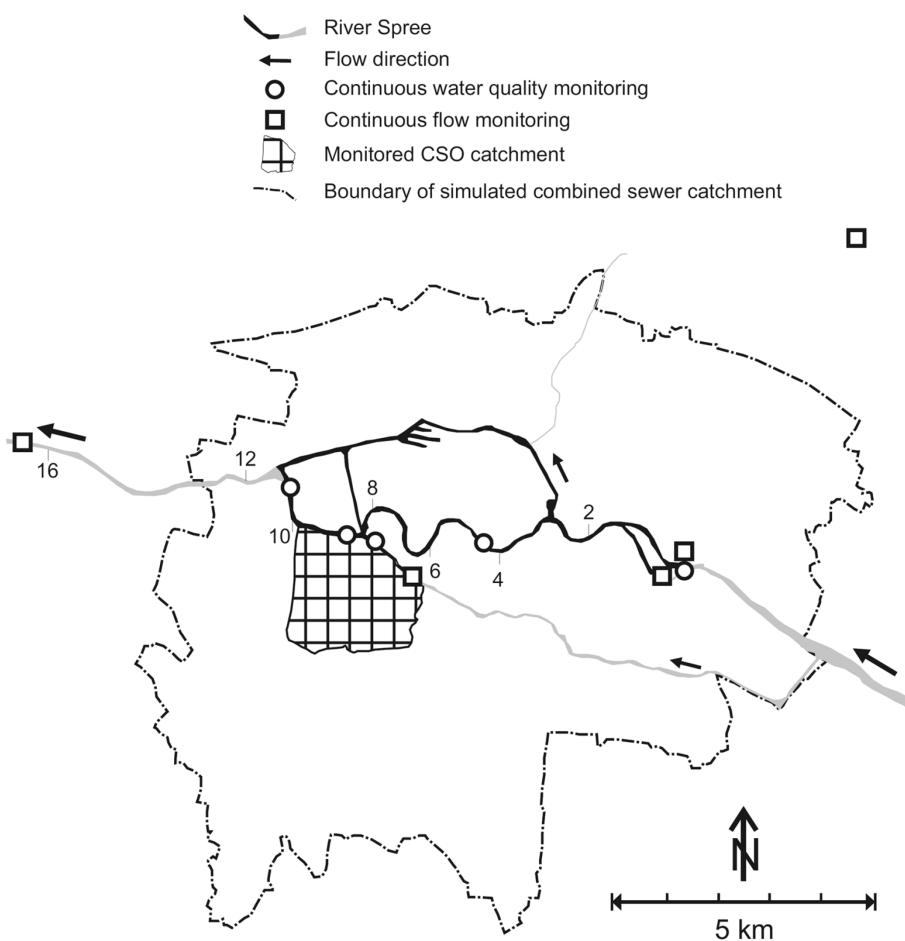 River Spree
Flow direction
Continuous water quality monitoring
Continuous flow monitoring
Monitored CSO catchment
Boundary of simulated combined sewer catchment
16
12
8
2
10
6
4
N
5 km